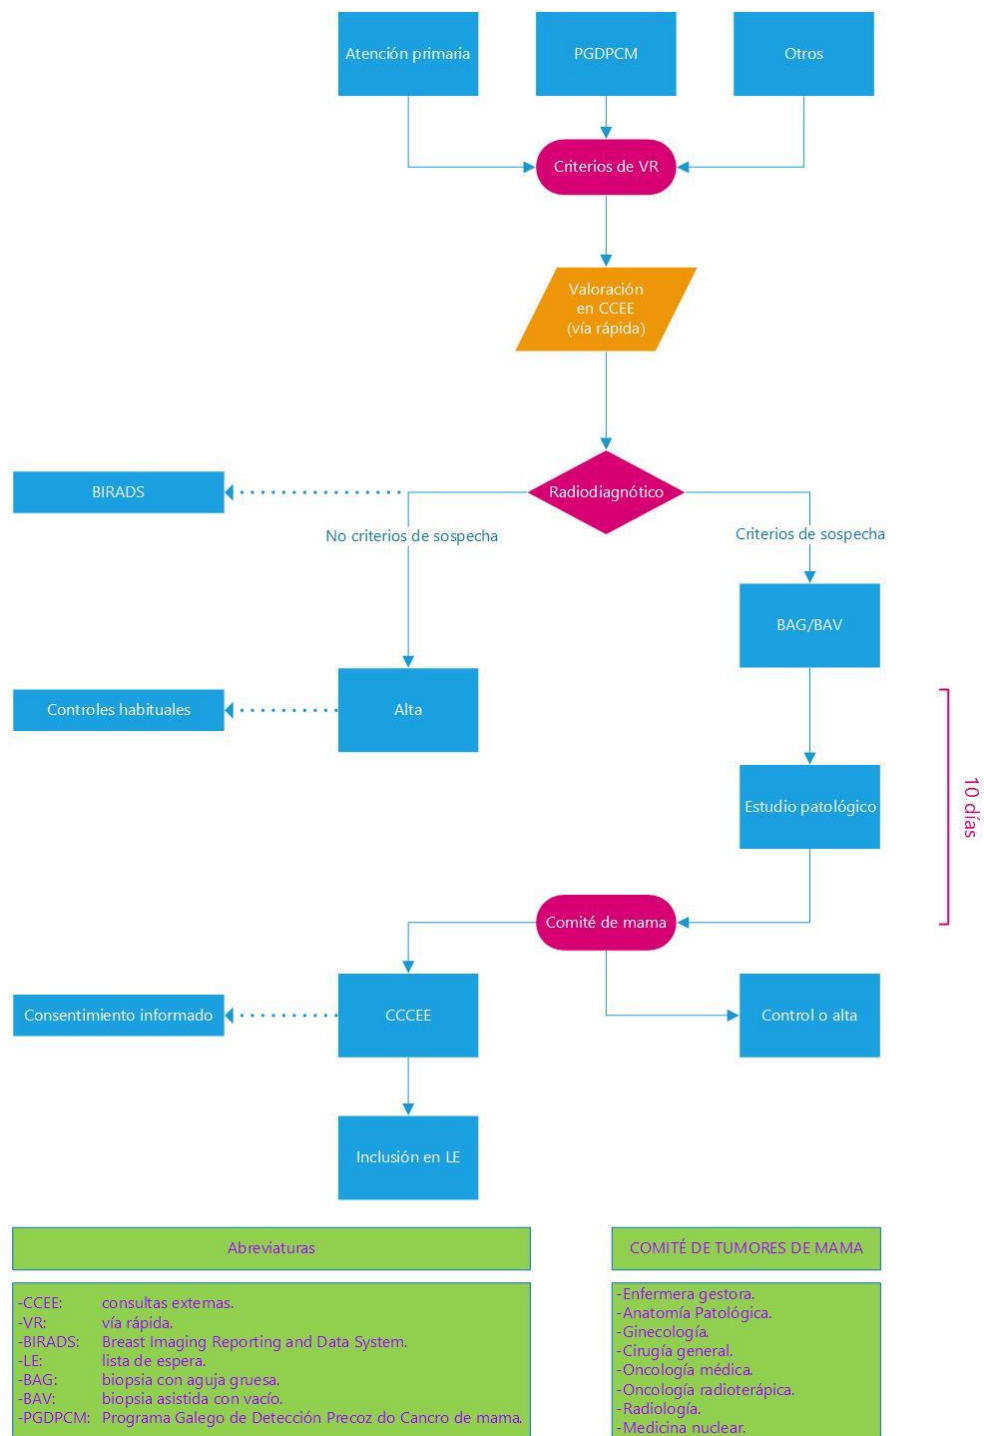 Atención primaria
PGDPCM
Otros
Criterios de VR
Valoración
en CCEE
(vía rápida)
BIRADS
Radiodiagnótico
No criterios de sospecha
Criterios de sospecha
BAG/BAV
Controles habituales
Alta
10 días
Estudio patológico
Comité de mama
Consentimiento informado
CCCEE
Control o alta
Inclusión en LE
Abreviaturas
-CCEE: consultas externas.
-VR: vía rápida.
-BIRADS: Breast Imaging Reporting and Data System.
-LE: lista de espera.
-BAG: biopsia con aguja gruesa.
-BAV: biopsia asistida con vacío.
-PGDPCM: Programa Galego de Detección Precoz do Cancro de mama.
COMITÉ DE TUMORES DE MAMA
-Enfermera gestora.
-Anatomía Patológica.
-Ginecología.
-Cirugía general.
-Oncología médica.
-Oncología radioterápica.
-Radiología.
-Medicina nuclear.